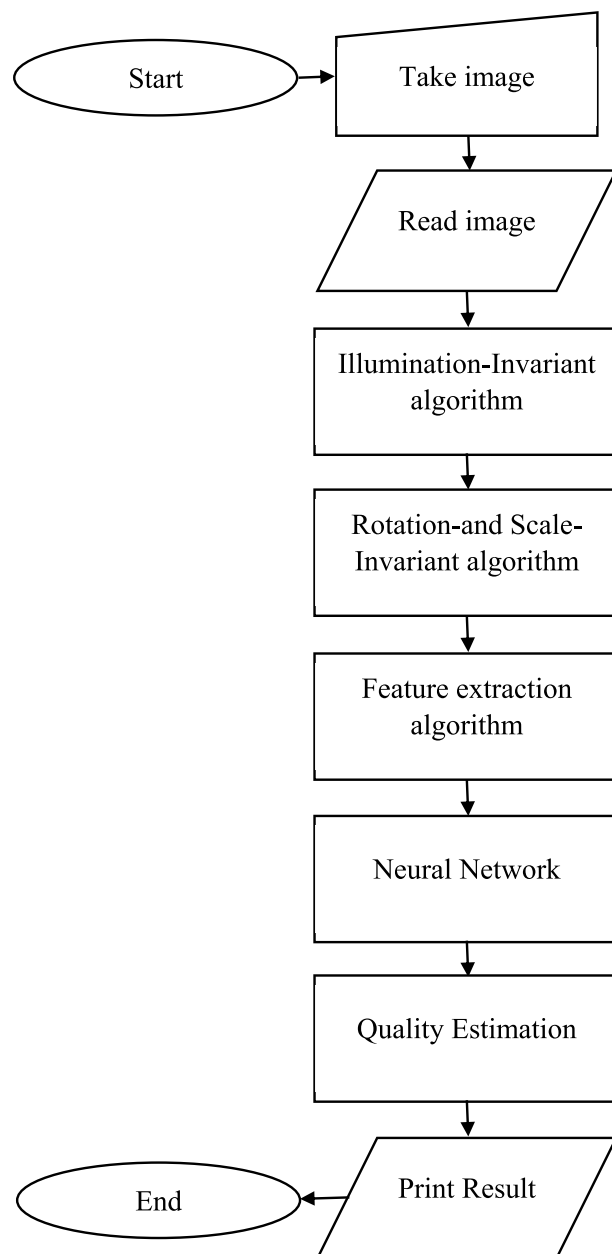 Start
Take image
Read image
Illumination-Invariant
algorithm
Rotation-and Scale-
Invariant algorithm
Feature extraction
algorithm
Neural Network
Quality Estimation
Print Result
End